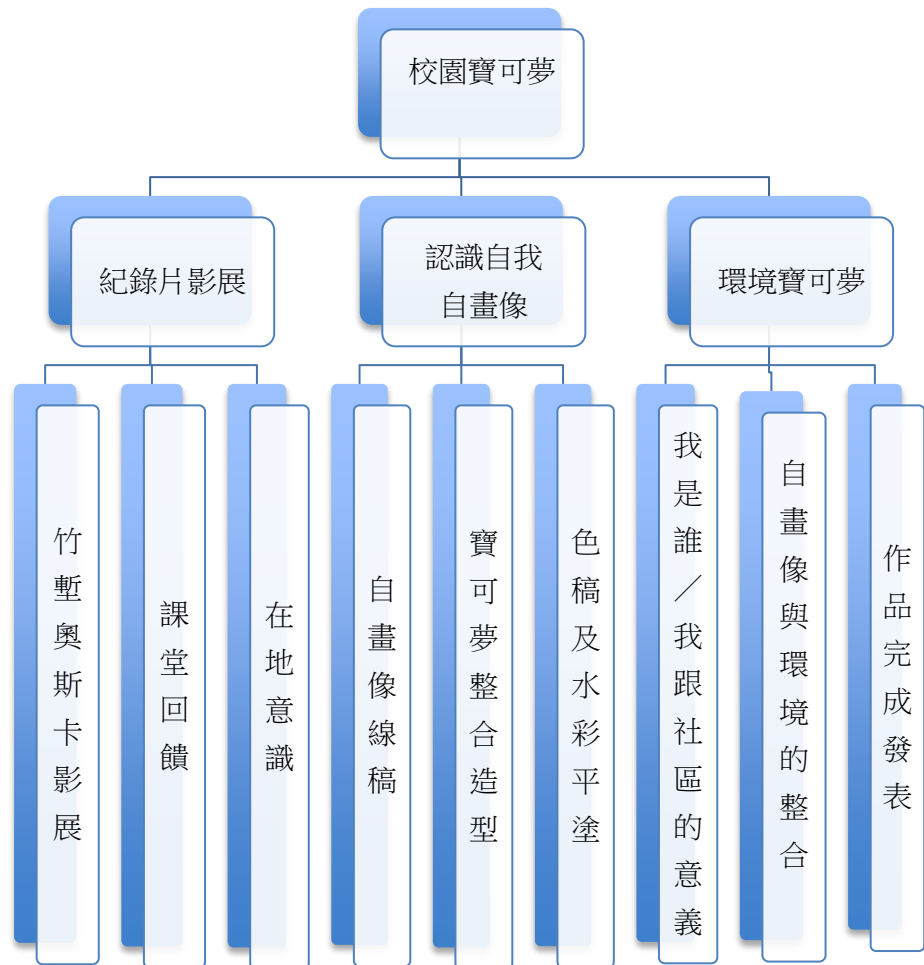 校園寶可夢
紀錄片影展
認識自我
自畫像
環境寶可夢
竹塹奧斯卡影展
課堂回饋
在地意識
自畫像線稿
寶可夢整合造型
色稿及水彩平塗
我是誰／我跟社區的意義
自畫像與環境的整合
作品完成發表